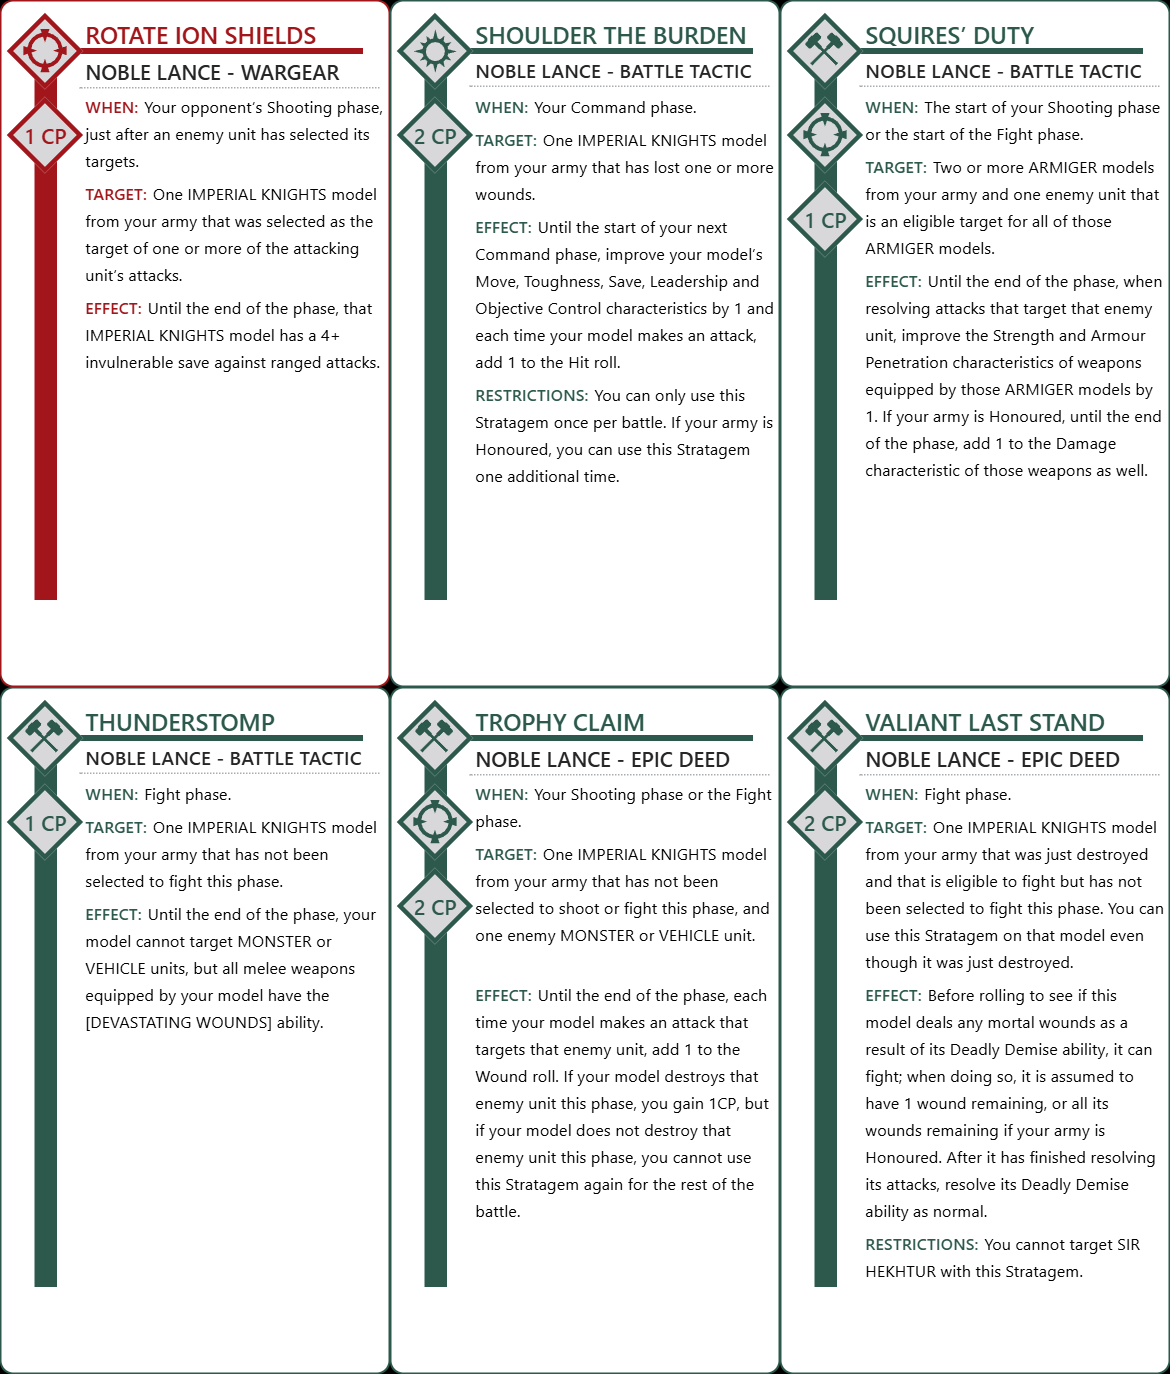 ROTATE ION SHIELDS
NOBLE LANCE - WARGEAR
1 CP
WHEN: Your opponent’s Shooting phase,
just after an enemy unit has selected its
targets.
TARGET: One IMPERIAL KNIGHTS model
from your army that was selected as the
target of one or more of the attacking
unit’s attacks.
EFFECT: Until the end of the phase, that
IMPERIAL KNIGHTS model has a 4+
invulnerable save against ranged attacks.
SHOULDER THE BURDEN
NOBLE LANCE - BATTLE TACTIC
2 CP
WHEN: Your Command phase.
TARGET: One IMPERIAL KNIGHTS model
from your army that has lost one or more
wounds.
EFFECT: Until the start of your next
Command phase, improve your model’s
Move, Toughness, Save, Leadership and
Objective Control characteristics by 1 and
each time your model makes an attack,
add 1 to the Hit roll.
RESTRICTIONS: You can only use this
Stratagem once per battle. If your army is
Honoured, you can use this Stratagem
one additional time.
SQUIRES’ DUTY
NOBLE LANCE - BATTLE TACTIC
1 CP
WHEN: The start of your Shooting phase
or the start of the Fight phase.
TARGET: Two or more ARMIGER models
from your army and one enemy unit that
is an eligible target for all of those
ARMIGER models.
EFFECT: Until the end of the phase, when
resolving attacks that target that enemy
unit, improve the Strength and Armour
Penetration characteristics of weapons
equipped by those ARMIGER models by
1. If your army is Honoured, until the end
of the phase, add 1 to the Damage
characteristic of those weapons as well.
THUNDERSTOMP
NOBLE LANCE - BATTLE TACTIC
1 CP
WHEN: Fight phase.
TARGET: One IMPERIAL KNIGHTS model
from your army that has not been
selected to fight this phase.
EFFECT: Until the end of the phase, your
model cannot target MONSTER or
VEHICLE units, but all melee weapons
equipped by your model have the
[DEVASTATING WOUNDS] ability.
TROPHY CLAIM
NOBLE LANCE - EPIC DEED
2 CP
WHEN: Your Shooting phase or the Fight
phase.
TARGET: One IMPERIAL KNIGHTS model
from your army that has not been
selected to shoot or fight this phase, and
one enemy MONSTER or VEHICLE unit.
EFFECT: Until the end of the phase, each
time your model makes an attack that
targets that enemy unit, add 1 to the
Wound roll. If your model destroys that
enemy unit this phase, you gain 1CP, but
if your model does not destroy that
enemy unit this phase, you cannot use
this Stratagem again for the rest of the
battle.
VALIANT LAST STAND
NOBLE LANCE - EPIC DEED
2 CP
WHEN: Fight phase.
TARGET: One IMPERIAL KNIGHTS model
from your army that was just destroyed
and that is eligible to fight but has not
been selected to fight this phase. You can
use this Stratagem on that model even
though it was just destroyed.
EFFECT: Before rolling to see if this
model deals any mortal wounds as a
result of its Deadly Demise ability, it can
fight; when doing so, it is assumed to
have 1 wound remaining, or all its
wounds remaining if your army is
Honoured. After it has finished resolving
its attacks, resolve its Deadly Demise
ability as normal.
RESTRICTIONS: You cannot target SIR
HEKHTUR with this Stratagem.